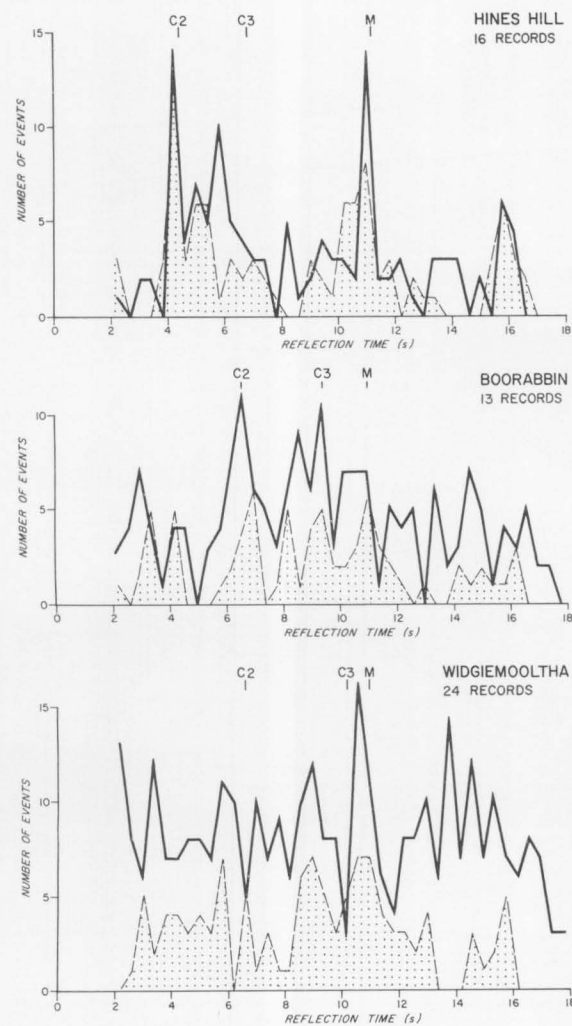 C2 C3 M HINES HILL
16 RECORDS
NUMBER OF EVENTS
15
10
5
0
0 2 4 6 8 10 12 14 16 18
REFLECTION TIME (s)
C2 C3 M BOORABBIN
13 RECORDS
NUMBER OF EVENTS
10
5
0
0 2 4 6 8 10 12 14 16 18
REFLECTION TIME (s)
C2 C3 M WIDGIEMOOLTHA
24 RECORDS
NUMBER OF EVENTS
15
10
5
0
0 2 4 6 8 10 12 14 16 18
REFLECTION TIME (s)